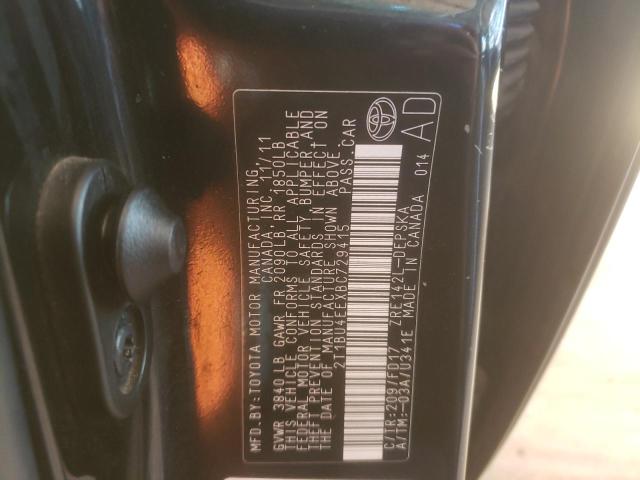 MFD.BY:TOYOTA MOTOR MANUFACTURING,
CANADA, INC. 11/11
GVWR 3840LB GAWR FR 2090LB RR 1850LB
THIS VEHICLE CONFORMS TO ALL APPLICABLE
FEDERAL MOTOR VEHICLE SAFETY, BUMPER, AND
THEFT PREVENTION STANDARDS IN EFFECT ON
THE DATE OF MANUFACTURE SHOWN ABOVE.
2T1BU4EEXBC729415 PASS.CAR
C/TR:209/FD17 ZRE142L-DEPSKA
A/TM:-03A/U341E MADE IN CANADA 014
AD